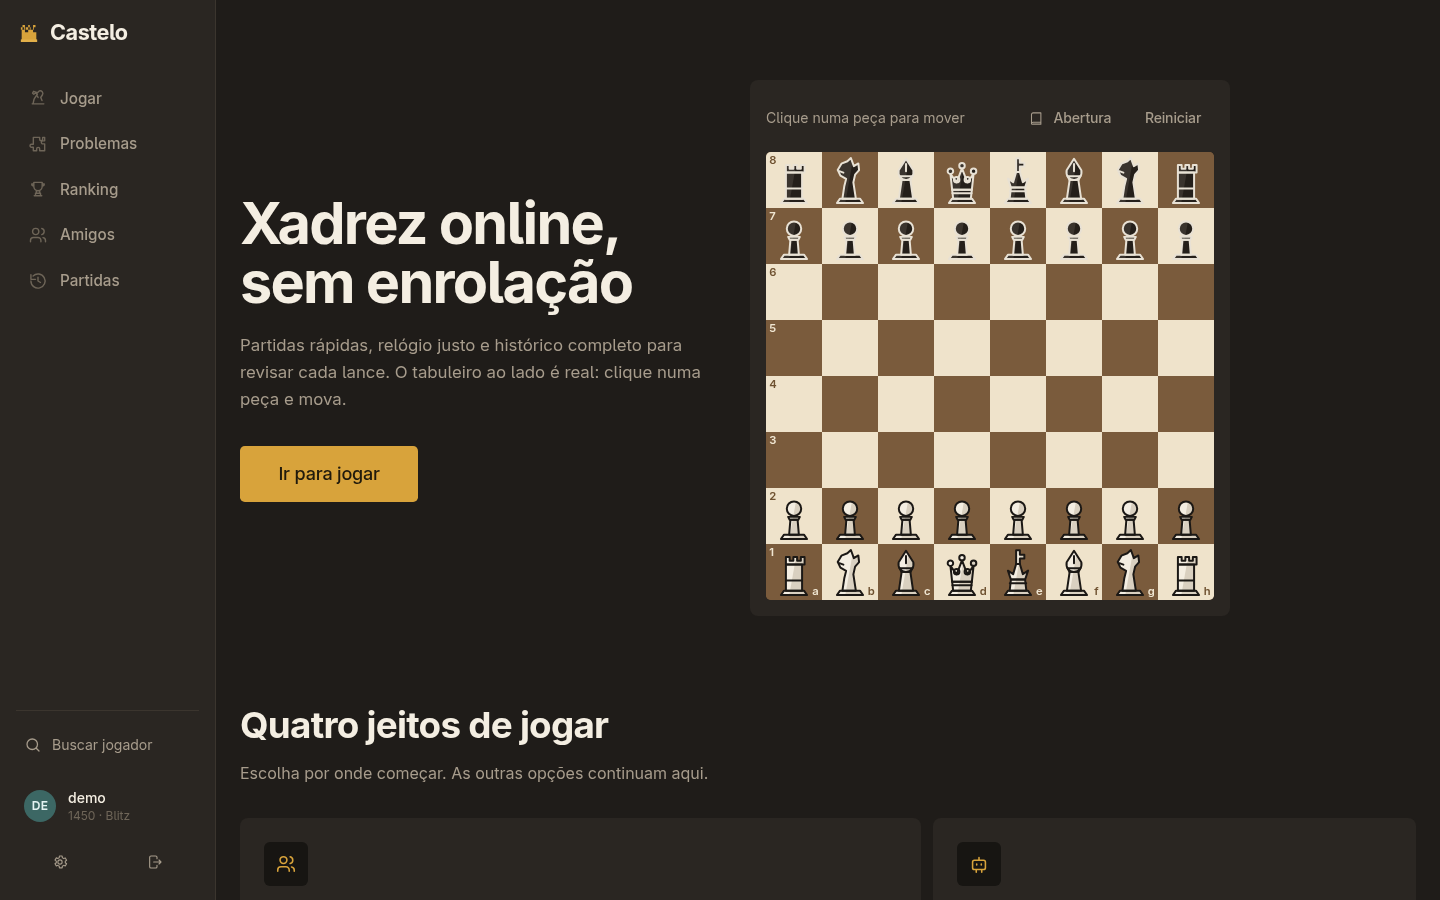 Castelo
Jogar
Problemas
Ranking
Amigos
Partidas
Buscar jogador
DE
demo
1450 · Blitz
Xadrez online,
sem enrolação
Partidas rápidas, relógio justo e histórico completo para
revisar cada lance. O tabuleiro ao lado é real: clique numa
peça e mova.
Ir para jogar
Clique numa peça para mover
Abertura
Reiniciar
8
7
6
5
4
3
2
1
a b c d e f g h
Quatro jeitos de jogar
Escolha por onde começar. As outras opções continuam aqui.